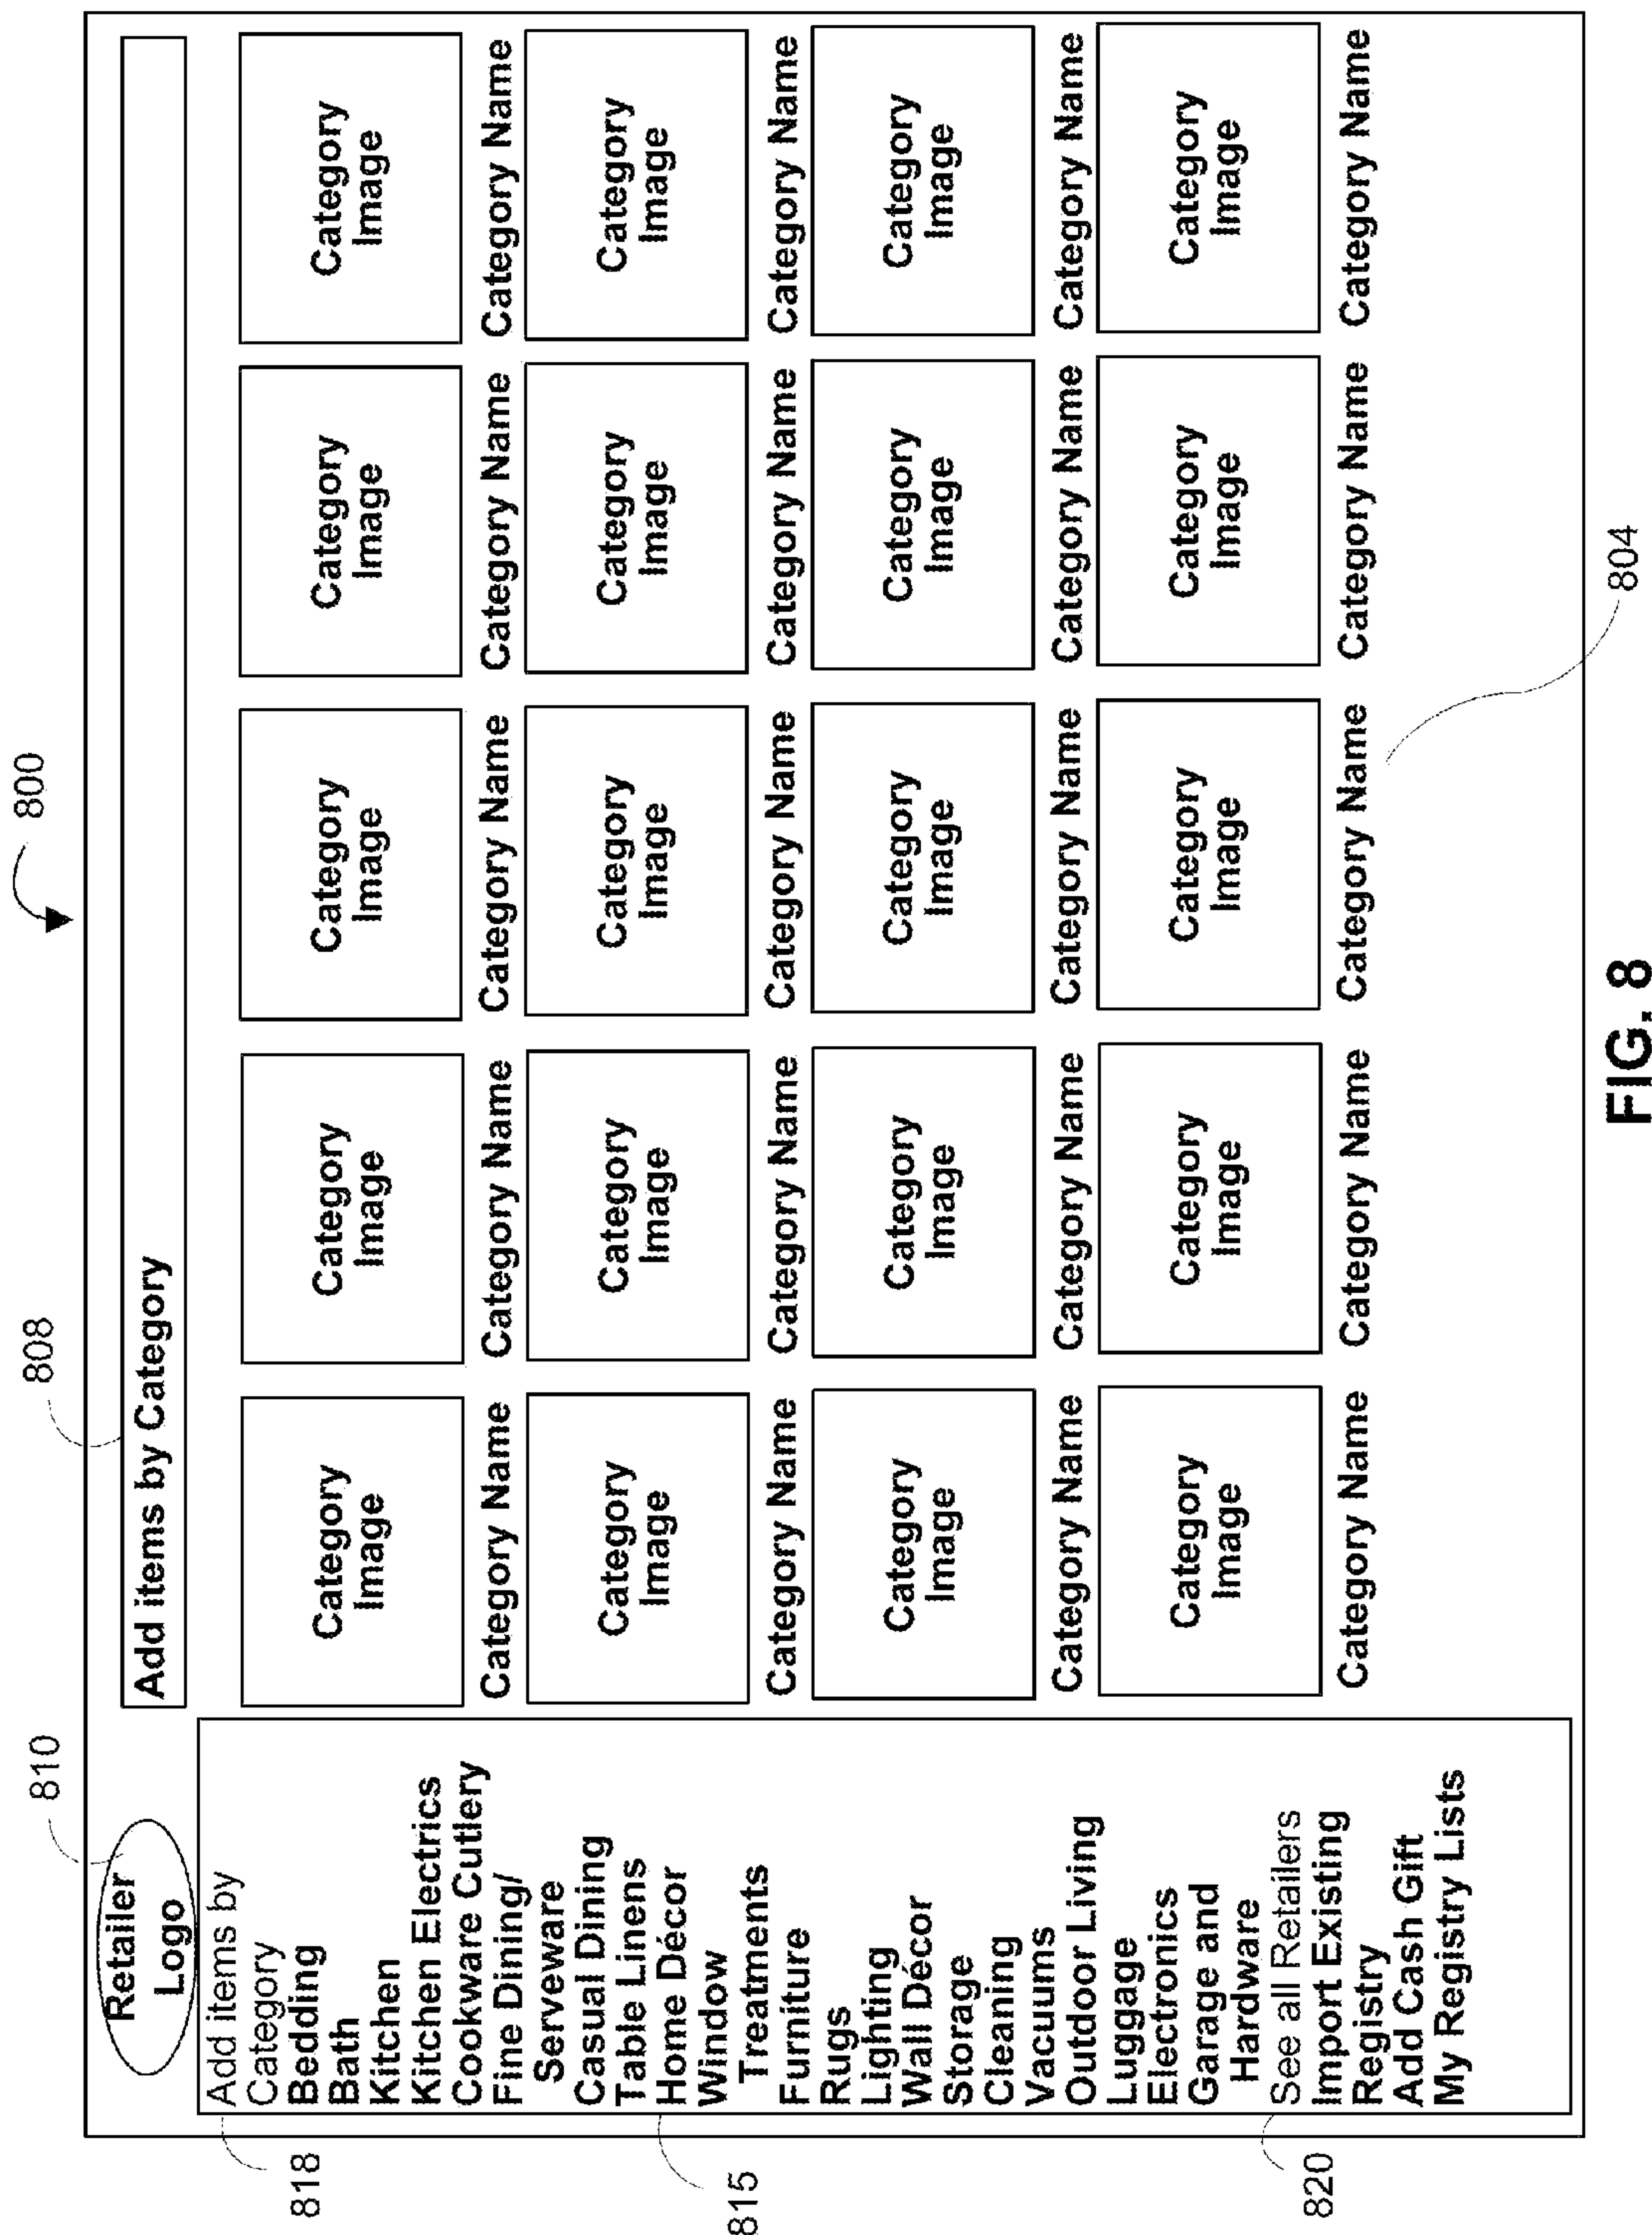 800
808
810
Retailer
Logo
Add items by Category
818
Add items by
Category
Bedding
Bath
Kitchen
Kitchen Electrics
Cookware Cutlery
Fine Dining/
Serveware
Casual Dining
Table Linens
Home Décor
Window
Treatments
Furniture
Rugs
Lighting
Wall Décor
Storage
Cleaning
Vacuums
Outdoor Living
Luggage
Electronics
Garage and
Hardware
See all Retailers
Import Existing
Registry
Add Cash Gift
My Registry Lists
815
820
Category
Image
Category
Image
Category
Image
Category
Image
Category
Image
Category Name
Category Name
Category Name
Category Name
Category Name
Category
Image
Category
Image
Category
Image
Category
Image
Category
Image
Category Name
Category Name
Category Name
Category Name
Category Name
Category
Image
Category
Image
Category
Image
Category
Image
Category
Image
Category Name
Category Name
Category Name
Category Name
Category Name
Category
Image
Category
Image
Category
Image
Category
Image
Category
Image
Category Name
Category Name
Category Name
Category Name
Category Name
804
FIG. 8